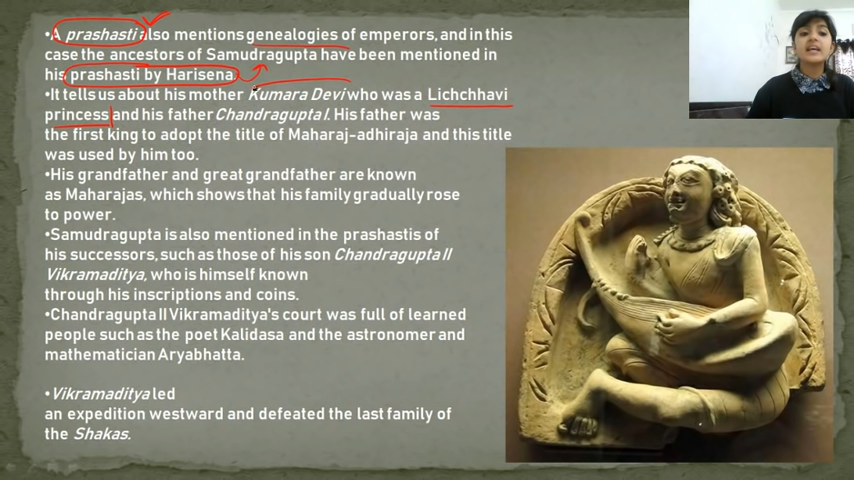 •A prashasti also mentions genealogies of emperors, and in this
case the ancestors of Samudragupta have been mentioned in
his prashasti by Harisena.
•It tells us about his mother Kumara Devi who was a Lichchhavi
princess and his father Chandragupta I. His father was
the first king to adopt the title of Maharaj-adhiraja and this title
was used by him too.
•His grandfather and great grandfather are known
as Maharajas, which shows that his family gradually rose
to power.
•Samudragupta is also mentioned in the prashastis of
his successors, such as those of his son Chandragupta II
Vikramaditya, who is himself known
through his inscriptions and coins.
•Chandragupta II Vikramaditya's court was full of learned
people such as the poet Kalidasa and the astronomer and
mathematician Aryabhatta.
•Vikramaditya led
an expedition westward and defeated the last family of
the Shakas.